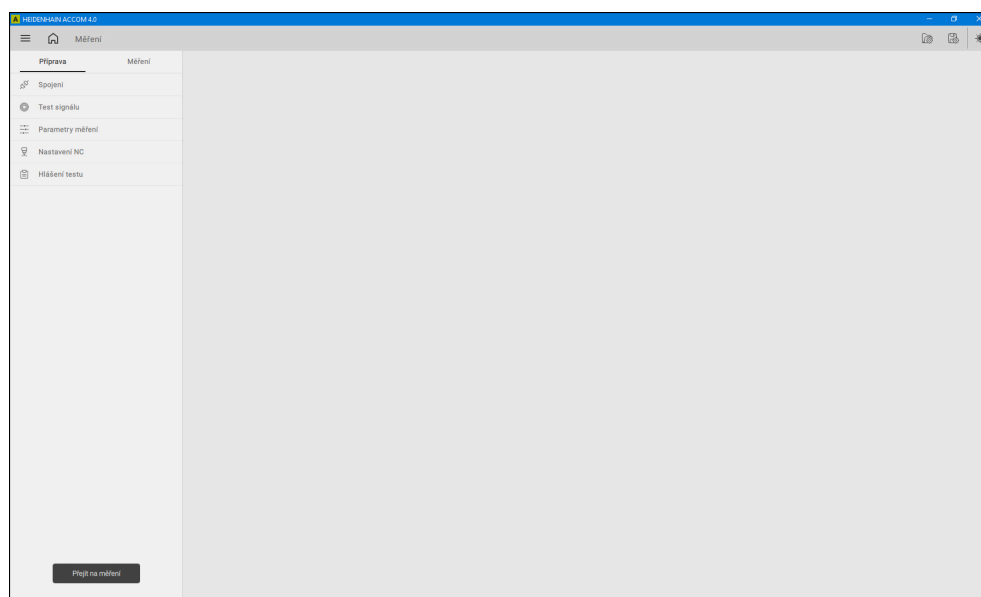 A HEIDENHAIN ACCOM 4.0
Měření
Příprava Měření
Spojení
Test signálu
Parametry měření
Nastavení NC
Hlášení testu
Přejít na měření